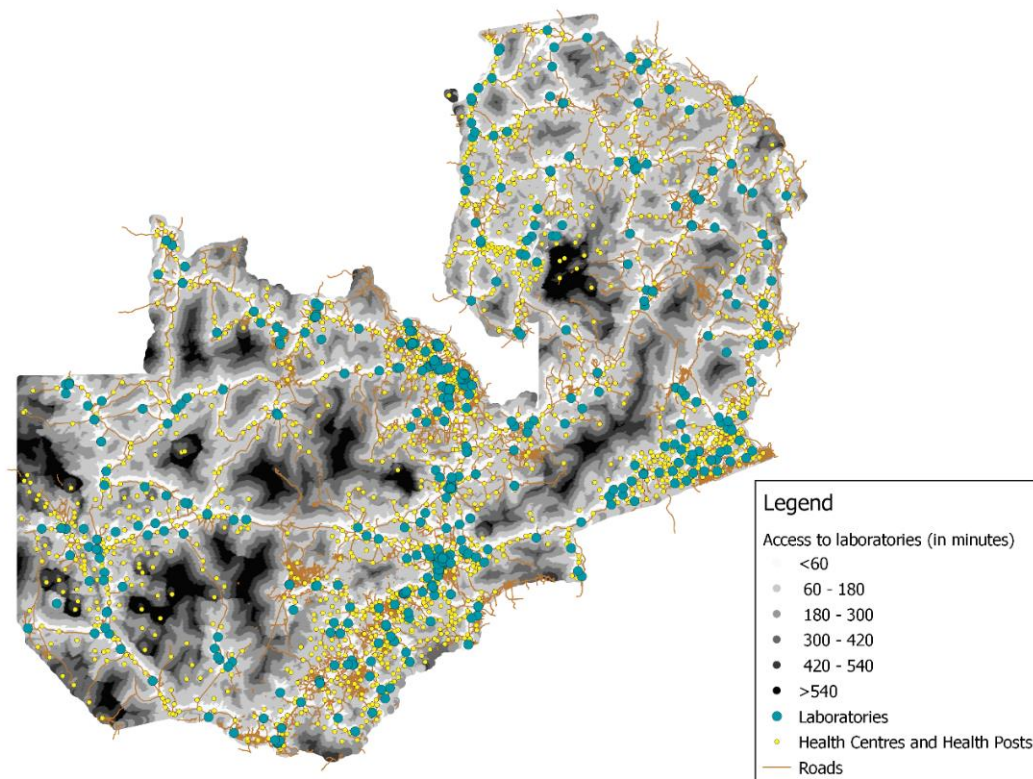 Legend
Access to laboratories (in minutes)
<60
60 - 180
180 - 300
300 - 420
420 - 540
>540
Laboratories
Health Centres and Health Posts
Roads